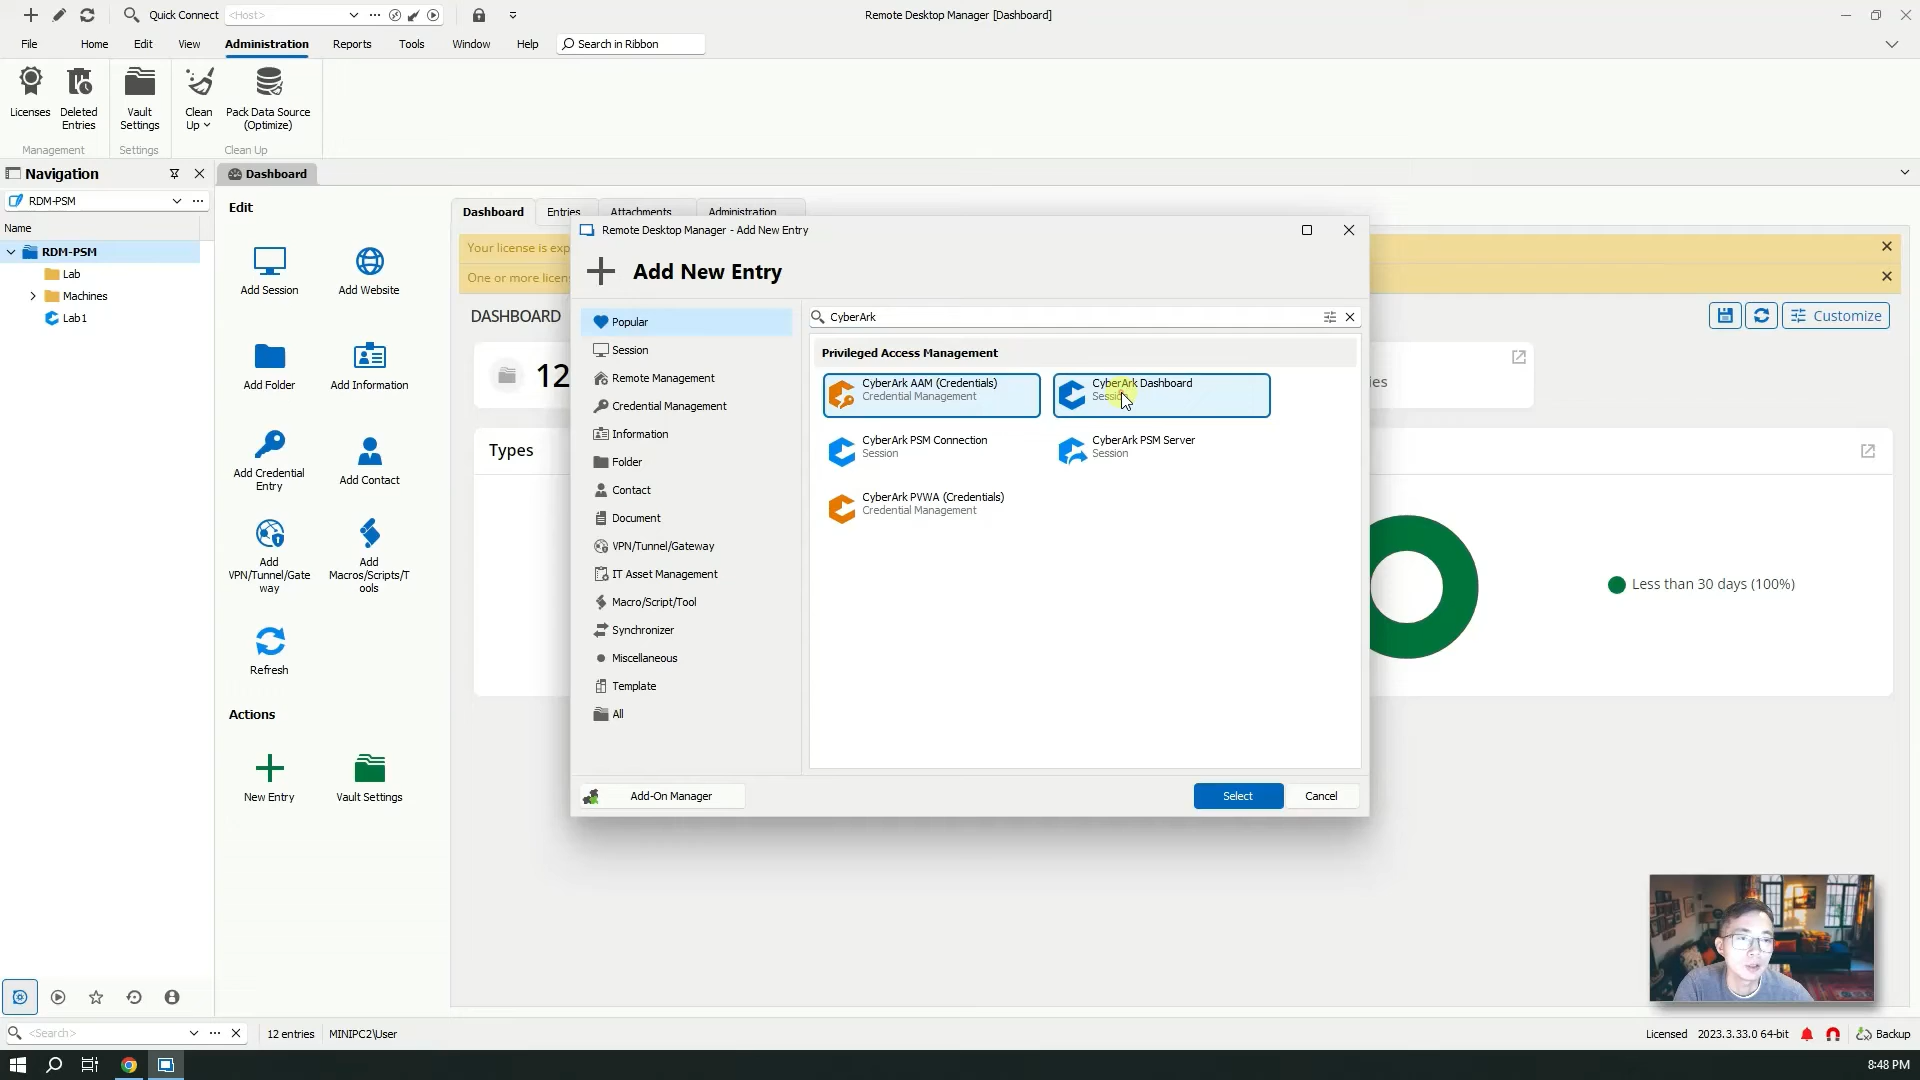 Quick Connect
<Host>
Remote Desktop Manager [Dashboard]
File
Home
Edit
View
Administration
Reports
Tools
Window
Help
Search in Ribbon
Licenses
Deleted
Entries
Vault
Settings
Clean
Up
Pack Data Source
(Optimize)
Management
Settings
Clean Up
Navigation
Dashboard
RDM-PSM
Name
RDM-PSM
Lab
Machines
Lab1
Edit
Add Session
Add Website
Add Folder
Add Information
Add Credential
Entry
Add Contact
Add
VPN/Tunnel/Gate
way
Add
Macros/Scripts/T
ools
Refresh
Actions
New Entry
Vault Settings
Dashboard
Entries
Attachments
Administration
Your license is exp
One or more licen
DASHBOARD
Customize
12
ies
Types
Less than 30 days (100%)
Remote Desktop Manager - Add New Entry
Add New Entry
Popular
Session
Remote Management
Credential Management
Information
Folder
Contact
Document
VPN/Tunnel/Gateway
IT Asset Management
Macro/Script/Tool
Synchronizer
Miscellaneous
Template
All
CyberArk
Privileged Access Management
CyberArk AAM (Credentials)
Credential Management
CyberArk Dashboard
Session
CyberArk PSM Connection
Session
CyberArk PSM Server
Session
CyberArk PVWA (Credentials)
Credential Management
Add-On Manager
Select
Cancel
<Search>
12 entries
MINIPC2\User
Licensed
2023.3.33.0 64-bit
Backup
8:48 PM